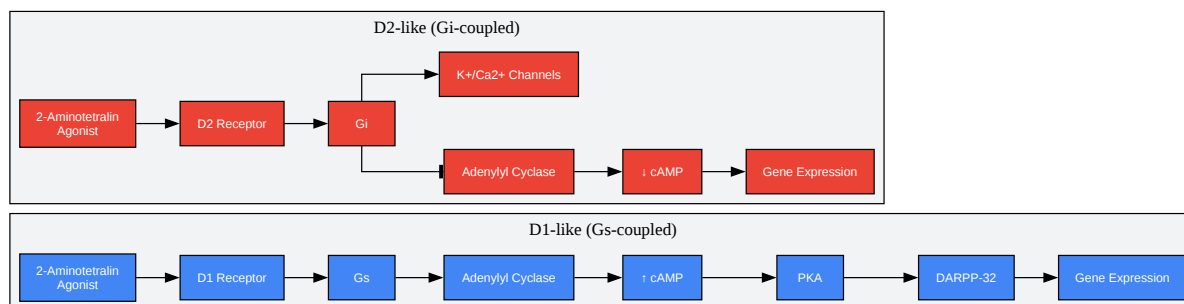 D2-like (Gi-coupled)
K+/Ca2+ Channels
2-Aminotetralin
Agonist
D2 Receptor
Gi
Adenylyl Cyclase
↓ cAMP
Gene Expression
D1-like (Gs-coupled)
2-Aminotetralin
Agonist
D1 Receptor
Gs
Adenylyl Cyclase
↑ cAMP
PKA
DARPP-32
Gene Expression